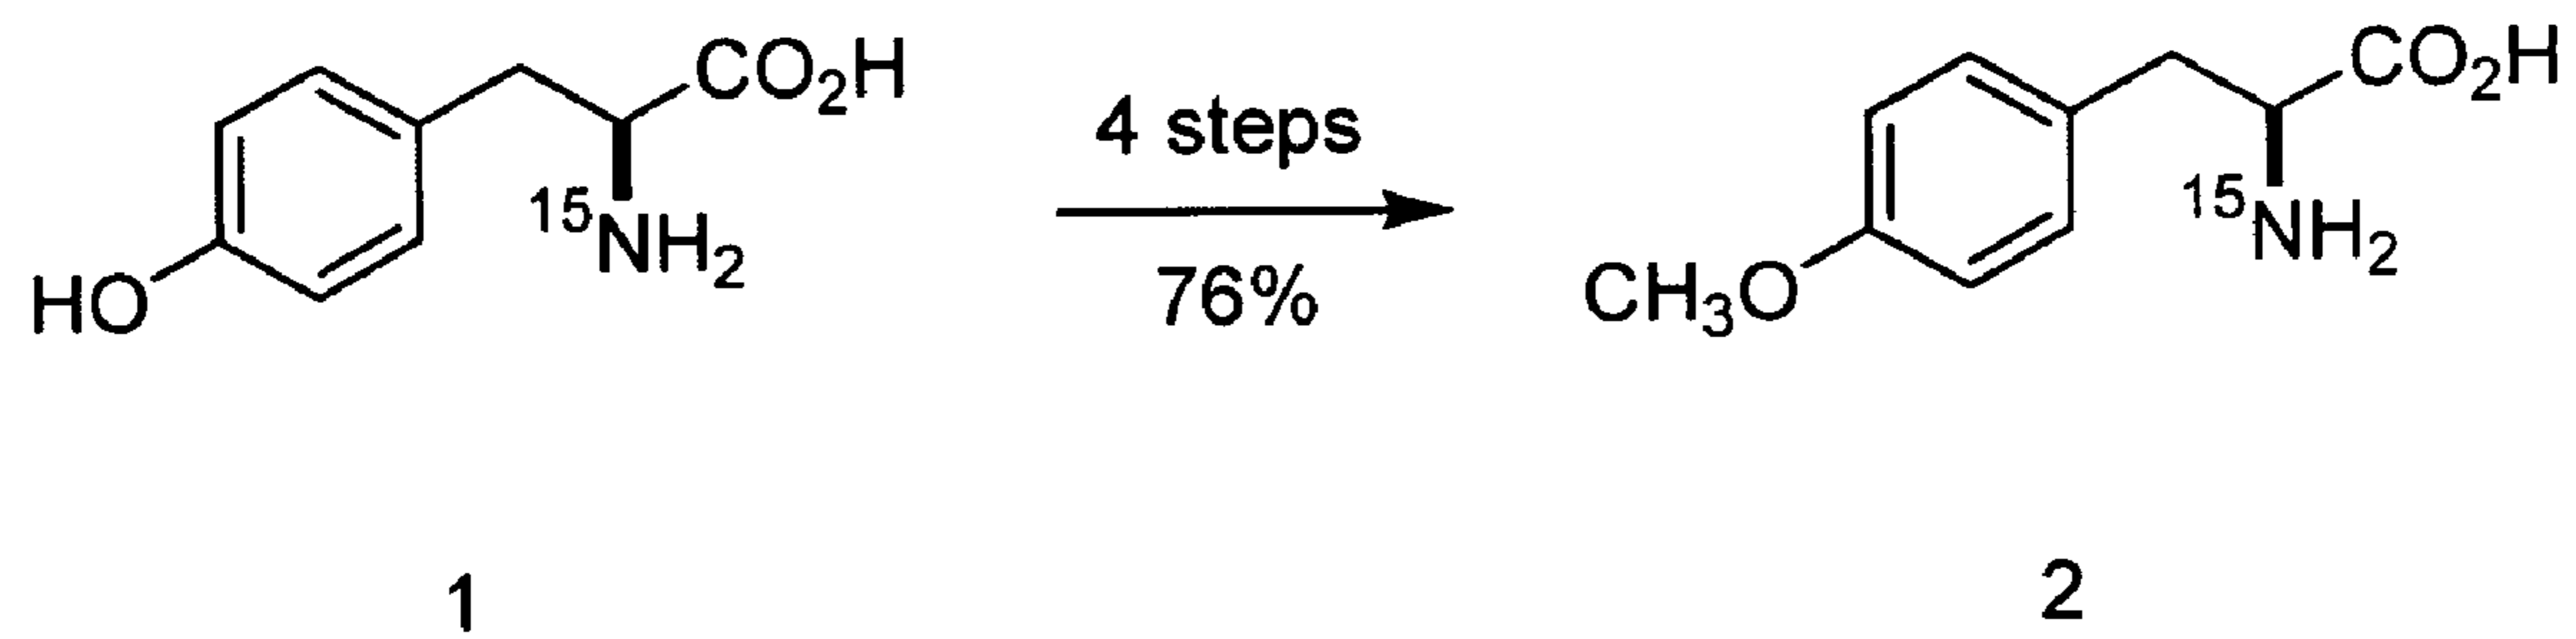 CO₂H
¹⁵NH₂
HO
1
4 steps
76%
CO₂H
¹⁵NH₂
CH₃O
2